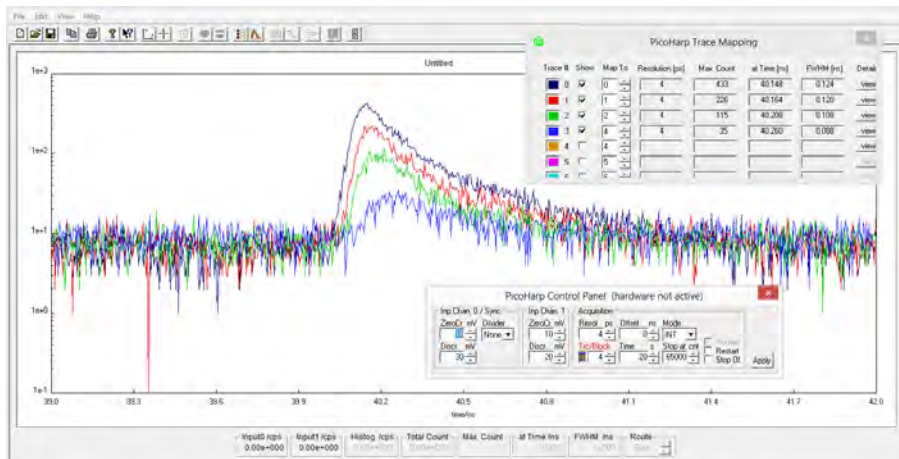 File Edit View Help
Untitled
PicoHarp Trace Mapping
Trace # Show Map To Resolution [ps] Max. Count at Time [ns] FWHM [ns] Detail
0 0 4 433 40.148 0.124 view
1 1 4 226 40.164 0.120 view
2 2 4 115 40.208 0.108 view
3 4 4 35 40.260 0.088 view
4 4
5 5
1e+3
1e+2
1e+1
1e+0
1e-1
39.0 39.3 39.6 39.9 40.2 40.5 40.8 41.1 41.4 41.7 42.0
time/ns
PicoHarp Control Panel (hardware not active)
Inp.Chan. 0 / Sync. Inp.Chan. 1 Acquisition
ZeroCr. mV Divider ZeroCr. mV Resol. ps Offset ns Mode
None 10 4 0 INT
Discr. mV Discr. mV Trc/Block Time s Stop at cnt Restart
20 20 4 20 65000 Stop Ofl
Apply
Input0 /cps Input1 /cps Histog. /cps Total Count Max. Count at Time /ns FWHM /ns Route
0.00e+000 0.00e+000